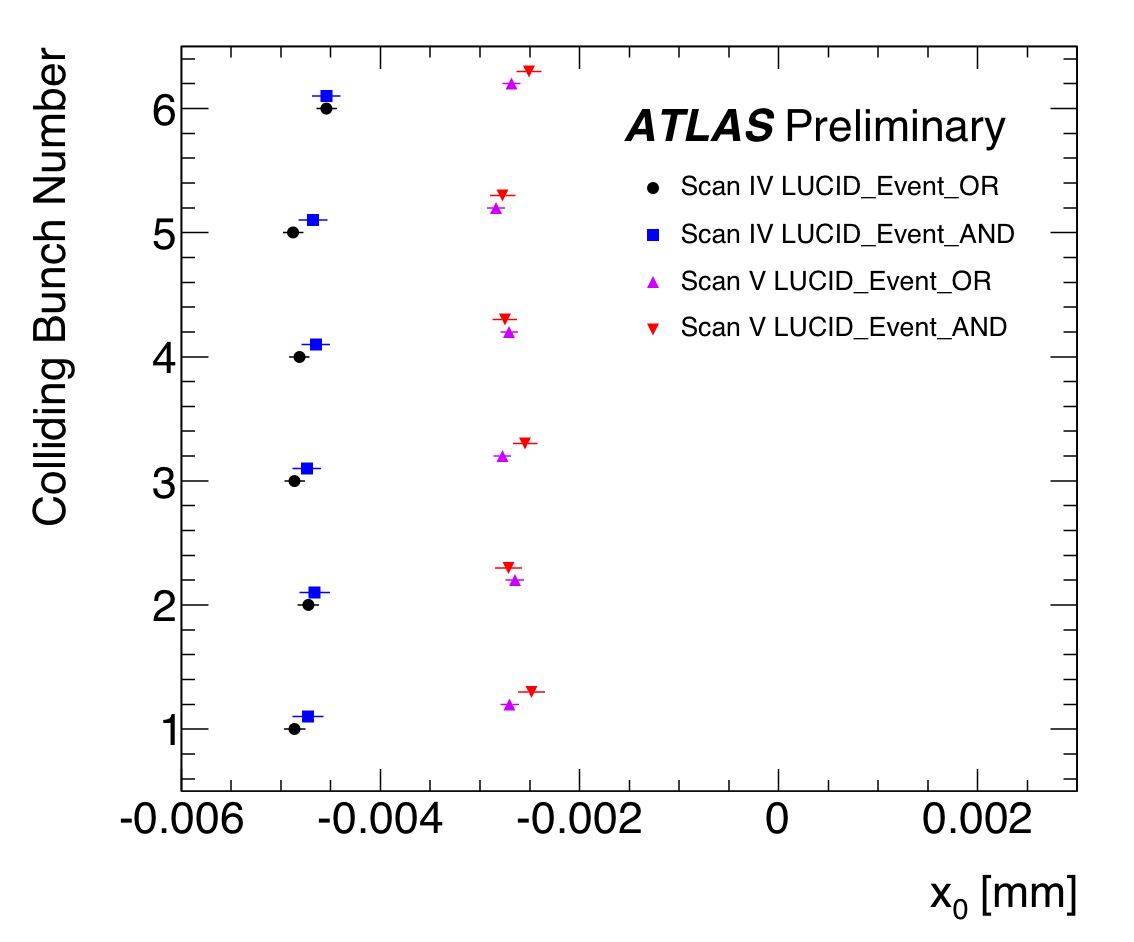 Colliding Bunch Number
6
5
4
3
2
1
ATLAS Preliminary
Scan IV LUCID_Event_OR
Scan IV LUCID_Event_AND
Scan V LUCID_Event_OR
Scan V LUCID_Event_AND
-0.006 -0.004 -0.002 0 0.002
x₀ [mm]